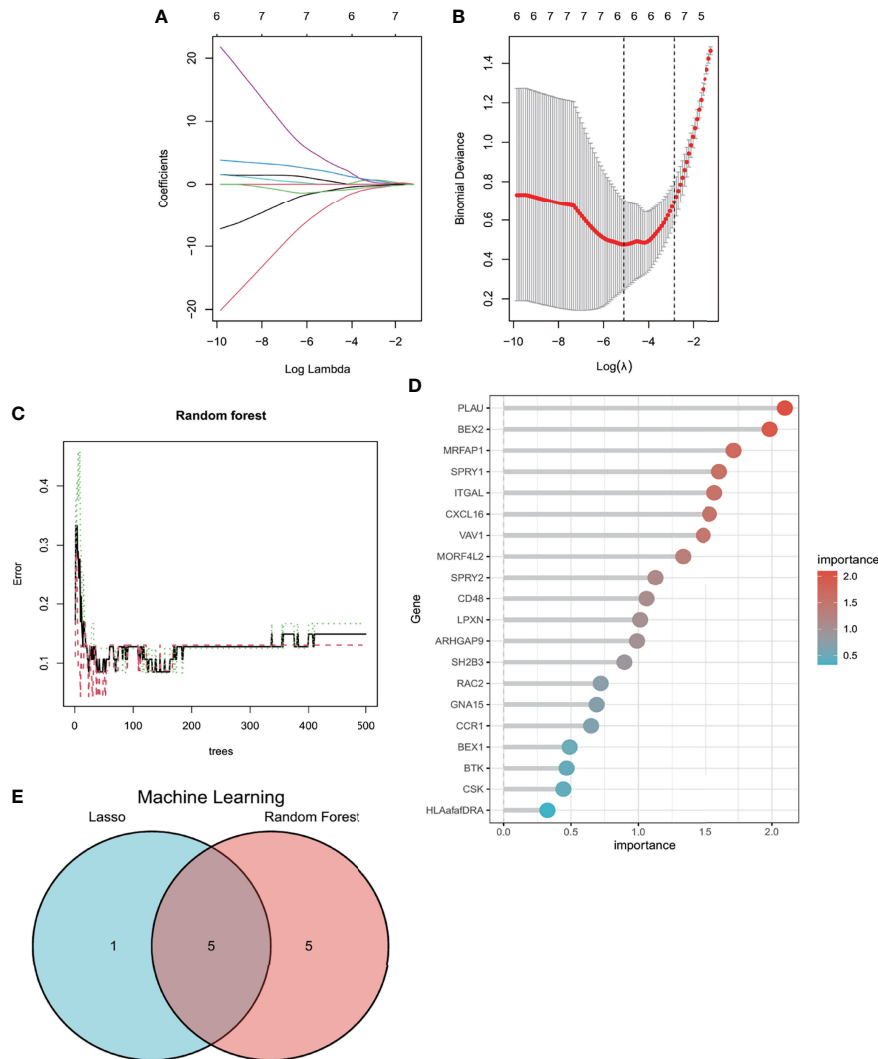 A
6 7 7 6 7
20
10
0
−10
−20
Coefficients
−10 −8 −6 −4 −2
Log Lambda
B
6 6 7 7 7 7 6 6 6 6 7 5
1.4
1.2
1.0
0.8
0.6
0.4
0.2
Binomial Deviance
−10 −8 −6 −4 −2
Log(λ)
C
Random forest
0.4
0.3
0.2
0.1
Error
0 100 200 300 400 500
trees
D
PLAU
BEX2
MRFAP1
SPRY1
ITGAL
CXCL16
VAV1
MORF4L2
SPRY2
CD48
LPXN
ARHGAP9
SH2B3
RAC2
GNA15
CCR1
BEX1
BTK
CSK
HLAafafDRA
Gene
0.0 0.5 1.0 1.5 2.0
importance
importance
2.0
1.5
1.0
0.5
E
Machine Learning
Lasso Random Forest
1 5 5